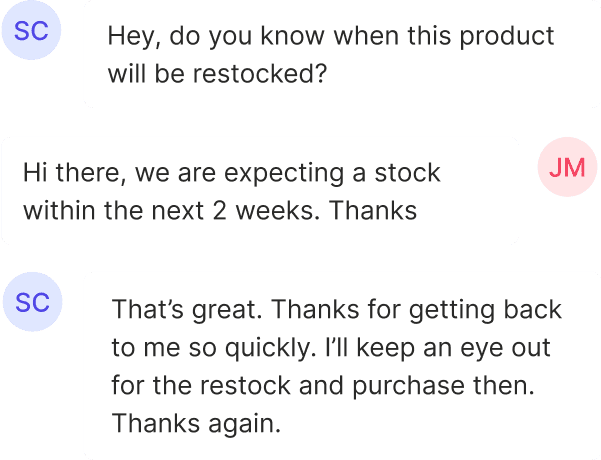 SC
Hey, do you know when this product
will be restocked?
Hi there, we are expecting a stock
within the next 2 weeks. Thanks
JM
SC
That’s great. Thanks for getting back
to me so quickly. I’ll keep an eye out
for the restock and purchase then.
Thanks again.